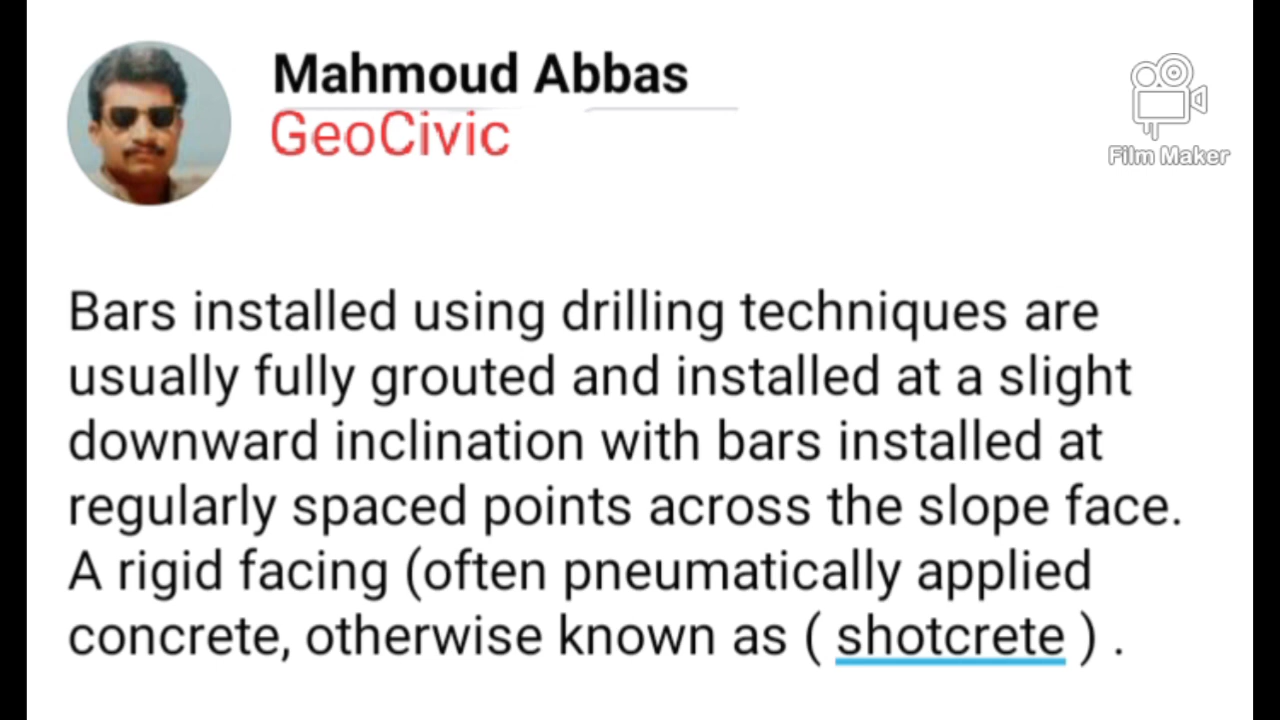 Mahmoud Abbas
GeoCivic
Film Maker
Bars installed using drilling techniques are
usually fully grouted and installed at a slight
downward inclination with bars installed at
regularly spaced points across the slope face.
A rigid facing (often pneumatically applied
concrete, otherwise known as ( shotcrete ) .